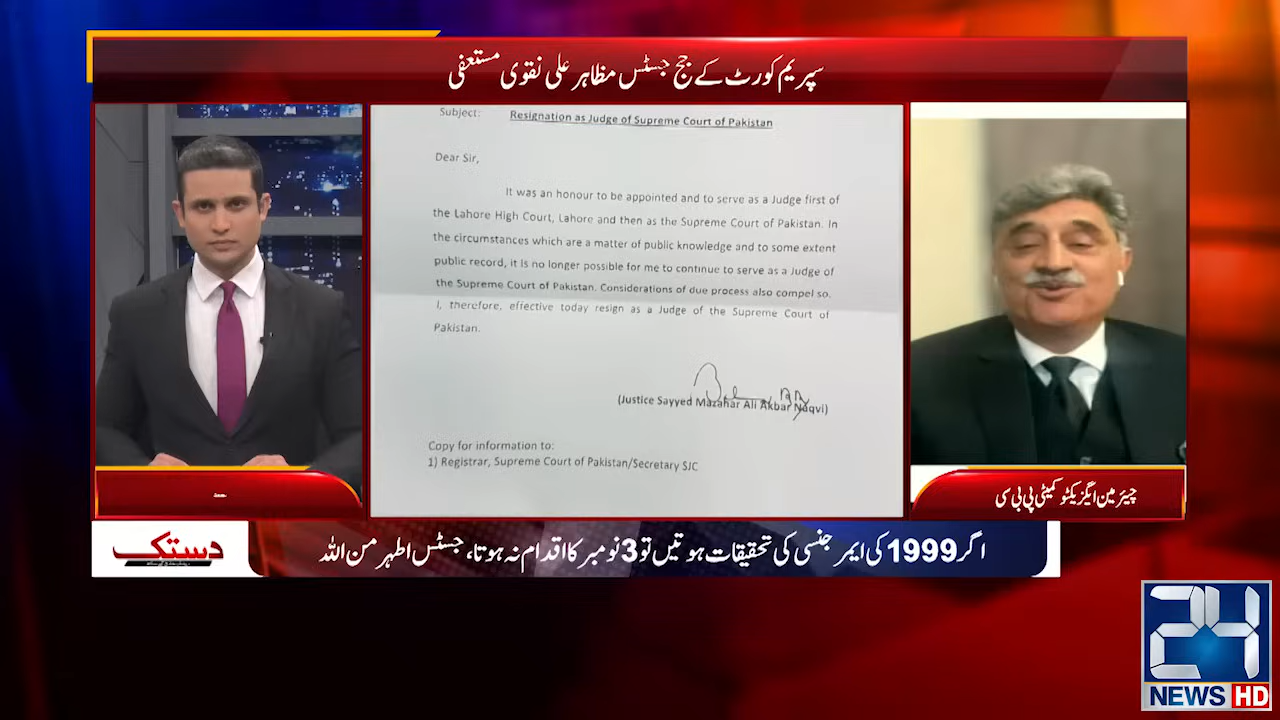 سپریم کورٹ کے جج جسٹس مظاہر علی نقوی مستعفی
Subject: Resignation as Judge of Supreme Court of Pakistan
Dear Sir,
It was an honour to be appointed and to serve as a Judge first of
the Lahore High Court, Lahore and then as the Supreme Court of Pakistan. In
the circumstances which are a matter of public knowledge and to some extent
public record, it is no longer possible for me to continue to serve as a Judge of
the Supreme Court of Pakistan. Considerations of due process also compel so.
I, therefore, effective today resign as a Judge of the Supreme Court of
Pakistan.
(Justice Sayyed Mazahar Ali Akbar Naqvi)
Copy for information to:
1) Registrar, Supreme Court of Pakistan/Secretary SJC
چیئرمین ایگزیکٹو کمیٹی پی بی سی
دستک
اگر 1999 کی ایمرجنسی کی تحقیقات ہوتیں تو 3 نومبر کا اقدام نہ ہوتا، جسٹس اطہر من اللہ
24
NEWS HD